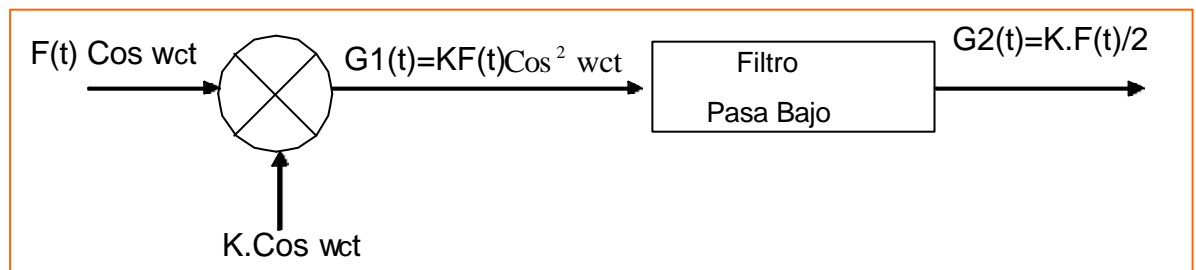 F(t) Cos wct
G1(t)=KF(t)Cos² wct
Filtro
Pasa Bajo
G2(t)=K.F(t)/2
K.Cos wct